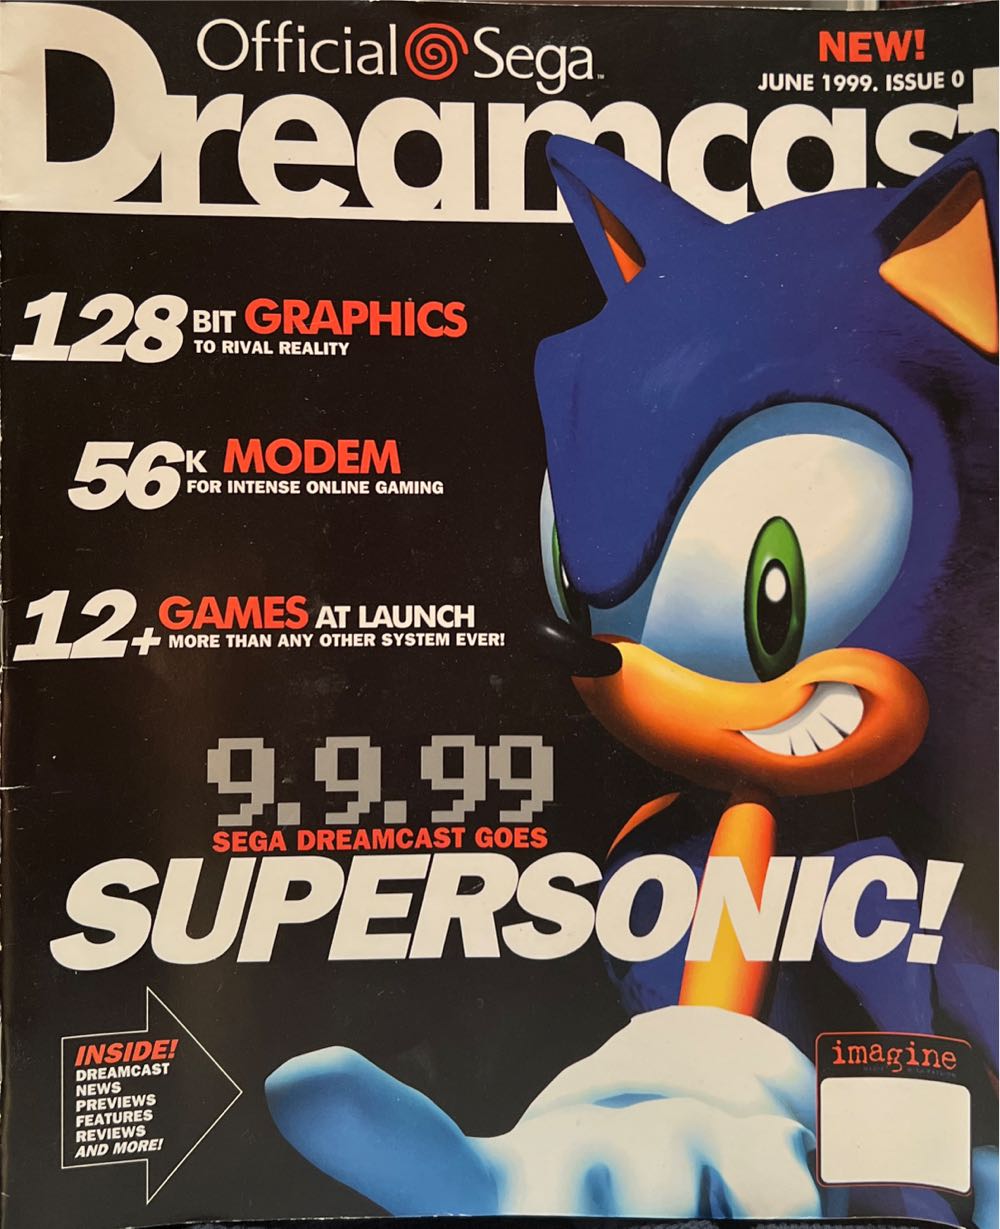 Official Sega™
NEW!
JUNE 1999. ISSUE 0
Dreamcast
128 BIT GRAPHICS
TO RIVAL REALITY
56K MODEM
FOR INTENSE ONLINE GAMING
12+ GAMES AT LAUNCH
MORE THAN ANY OTHER SYSTEM EVER!
9.9.99
SEGA DREAMCAST GOES
SUPERSONIC!
INSIDE!
DREAMCAST
NEWS
PREVIEWS
FEATURES
REVIEWS
AND MORE!
imagine